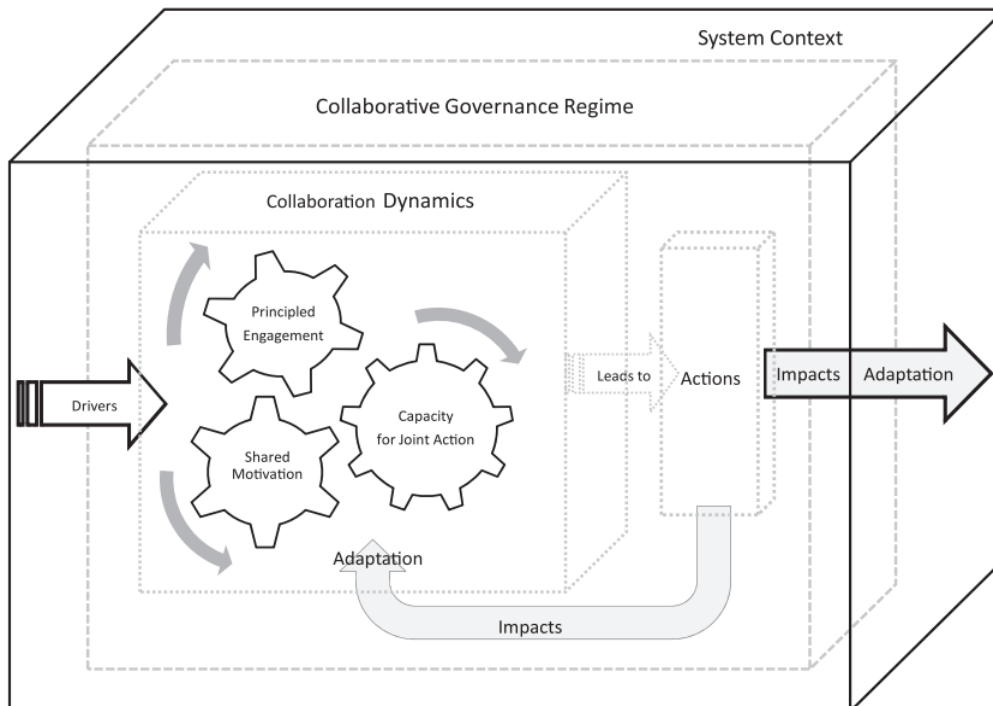 System Context
Collaborative Governance Regime
Collaboration Dynamics
Principled
Engagement
Drivers
Shared
Motivation
Capacity
for Joint Action
Leads to
Actions
Impacts
Adaptation
Adaptation
Impacts